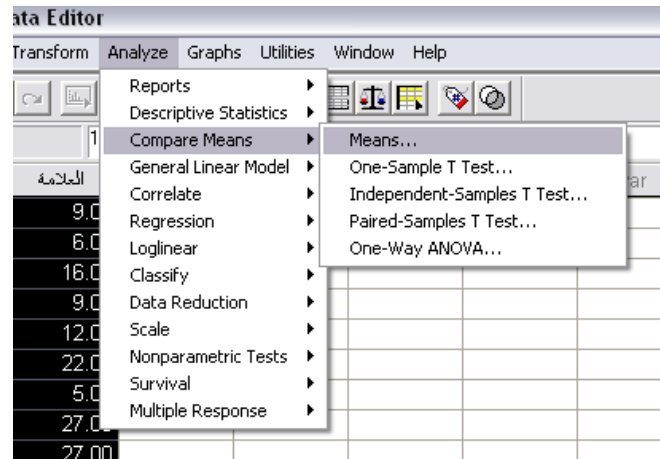 ata Editor
Transform Analyze Graphs Utilities Window Help
Reports
Descriptive Statistics
Compare Means
General Linear Model
Correlate
Regression
Loglinear
Classify
Data Reduction
Scale
Nonparametric Tests
Survival
Multiple Response
Means...
One-Sample T Test...
Independent-Samples T Test...
Paired-Samples T Test...
One-Way ANOVA...
1
العلامة
var
9.0
6.0
16.0
9.0
12.0
22.0
5.0
27.00
27.00